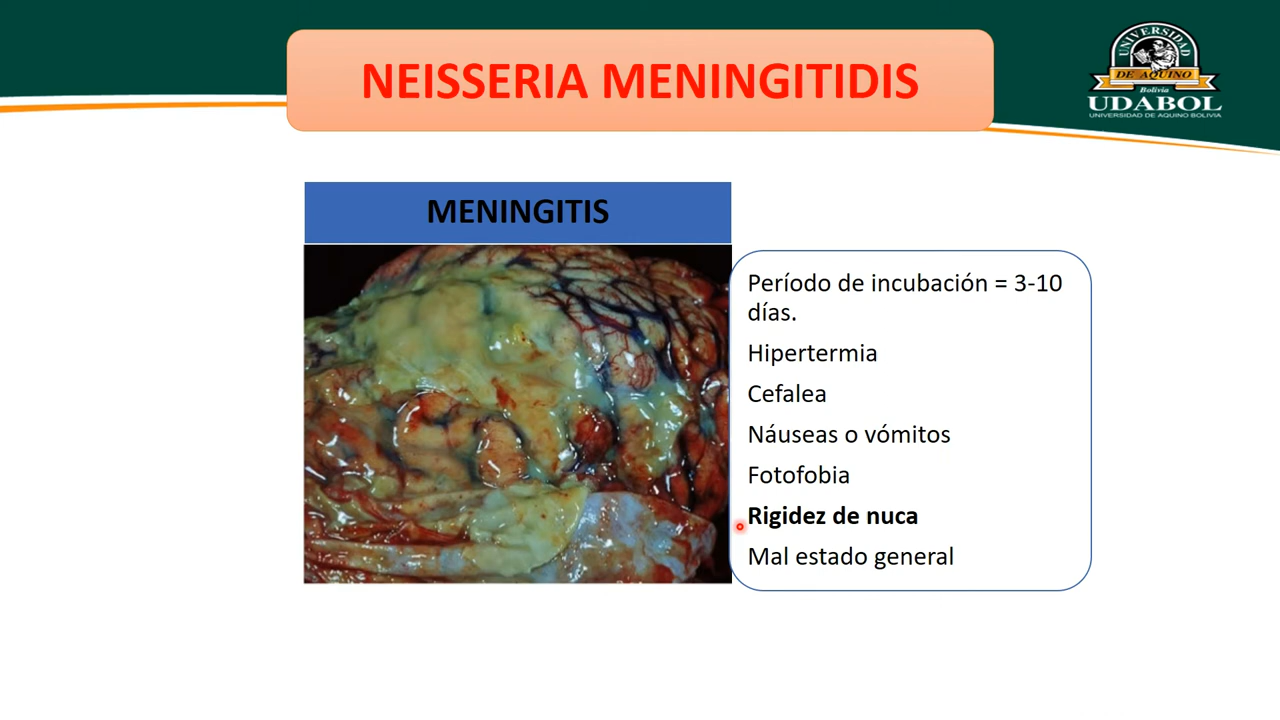 NEISSERIA MENINGITIDIS
UNIVERSIDAD
DE AQUINO
Bolivia
UDABOL
UNIVERSIDAD DE AQUINO BOLIVIA
MENINGITIS
Período de incubación = 3-10
días.
Hipertermia
Cefalea
Náuseas o vómitos
Fotofobia
Rigidez de nuca
Mal estado general